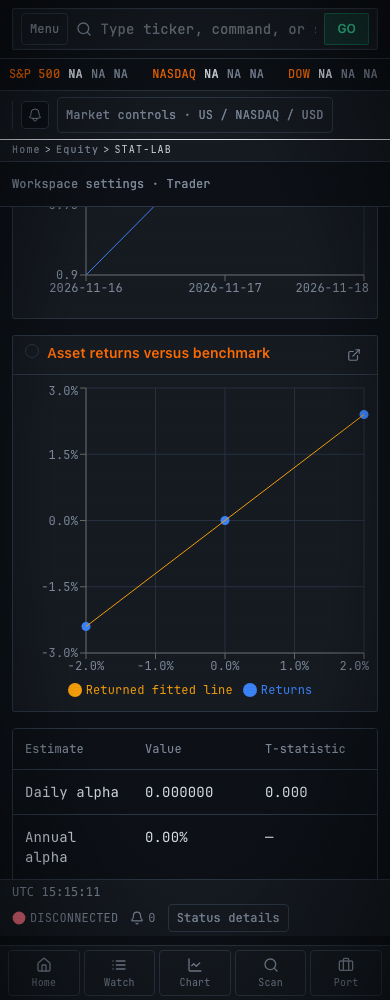 Menu Type ticker, command, or GO
S&P 500 NA NA NA NASDAQ NA NA NA DOW NA NA NA
Market controls · US / NASDAQ / USD
Home > Equity > STAT-LAB
Workspace settings · Trader
0.9
2026-11-16 2026-11-17 2026-11-18
Asset returns versus benchmark
3.0%
1.5%
0.0%
-1.5%
-3.0%
-2.0% -1.0% 0.0% 1.0% 2.0%
Returned fitted line Returns
Estimate Value T-statistic
Daily alpha 0.000000 0.000
Annual alpha 0.00% —
UTC 15:15:11
DISCONNECTED 0 Status details
Home Watch Chart Scan Port